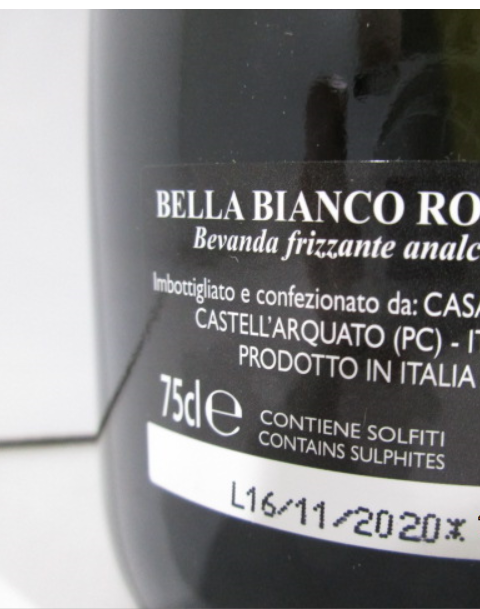 BELLA BIANCO RO
Bevanda frizzante analc
Imbottigliato e confezionato da: CASA
CASTELL'ARQUATO (PC) - IT
PRODOTTO IN ITALIA
75cl e
CONTIENE SOLFITI
CONTAINS SULPHITES
L16/11/2020*